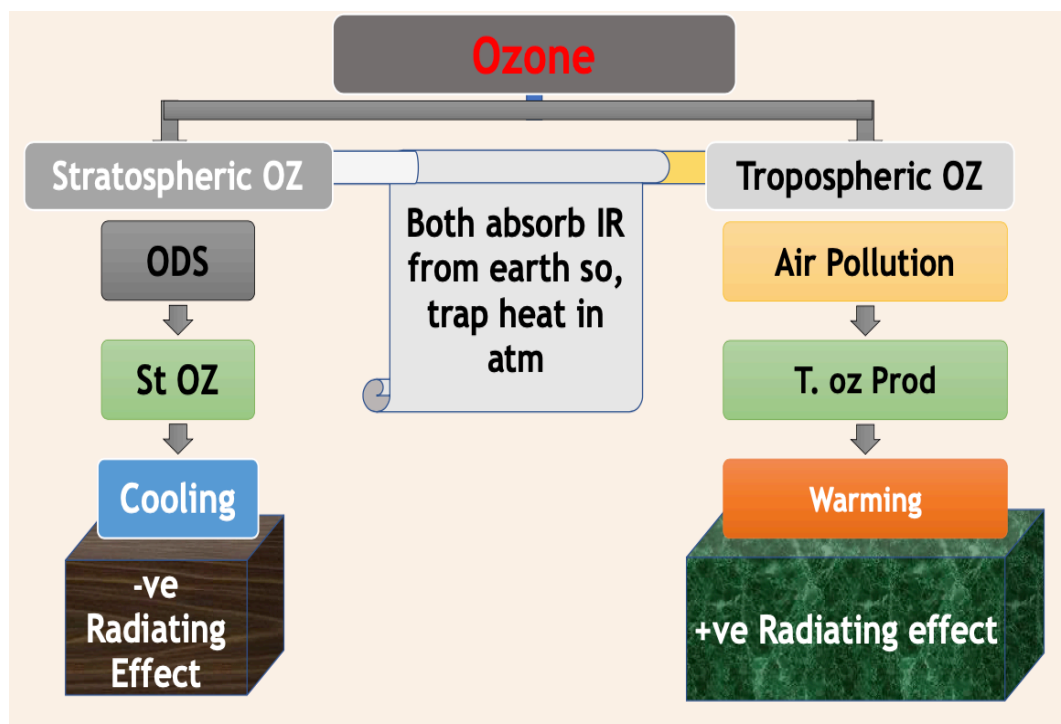 Ozone
Stratospheric OZ
Tropospheric OZ
Both absorb IR
from earth so,
trap heat in
atm
ODS
St OZ
Cooling
-ve
Radiating
Effect
Air Pollution
T. oz Prod
Warming
+ve Radiating effect